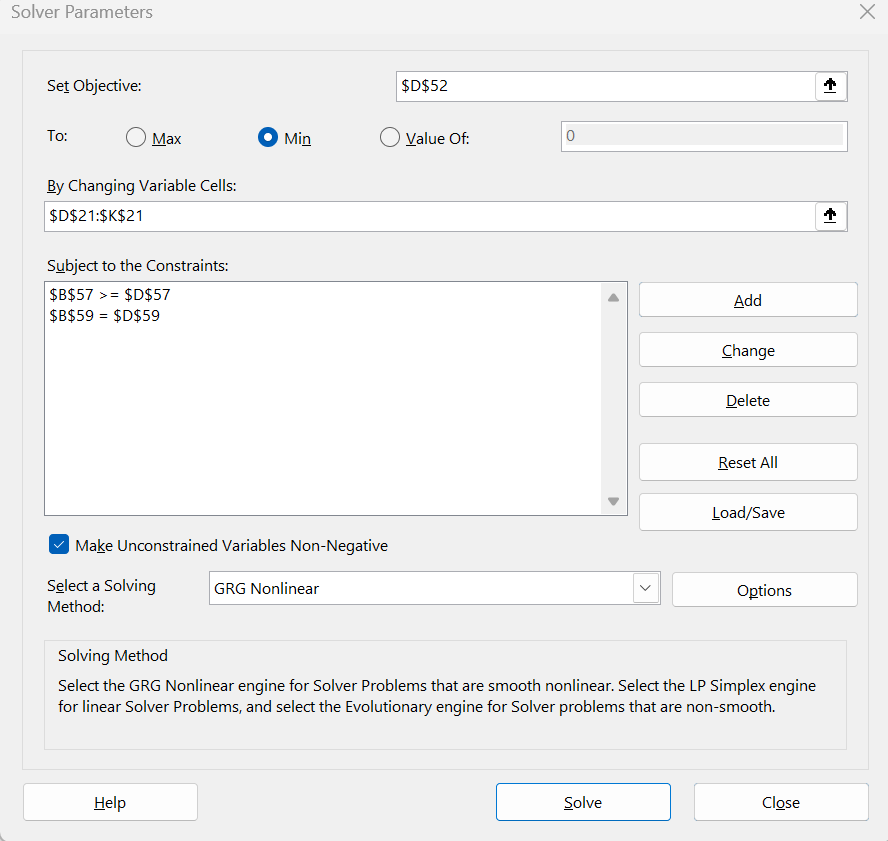 Solver Parameters
Set Objective:
$D$52
To:
Max
Min
Value Of:
0
By Changing Variable Cells:
$D$21:$K$21
Subject to the Constraints:
$B$57 >= $D$57
$B$59 = $D$59
Add
Change
Delete
Reset All
Load/Save
Make Unconstrained Variables Non-Negative
Select a Solving
Method:
GRG Nonlinear
Options
Solving Method
Select the GRG Nonlinear engine for Solver Problems that are smooth nonlinear. Select the LP Simplex engine
for linear Solver Problems, and select the Evolutionary engine for Solver problems that are non-smooth.
Help
Solve
Close